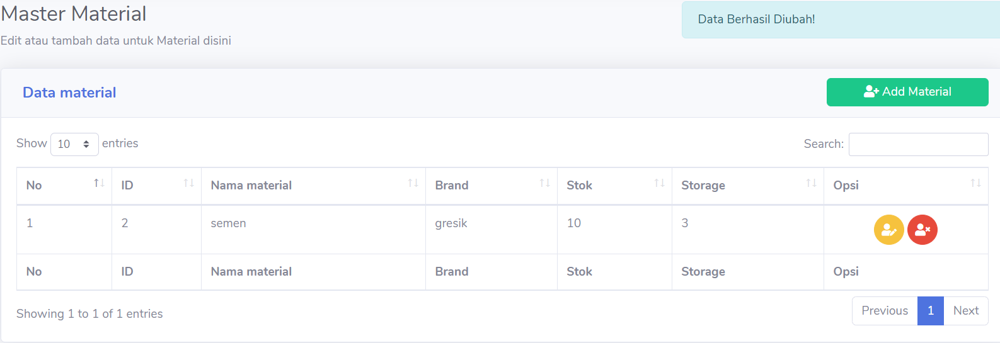 Master Material
Data Berhasil Diubah!
Edit atau tambah data untuk Material disini
Data material
Add Material
Show 10 entries
Search:
No ID Nama material Brand Stok Storage Opsi
1 2 semen gresik 10 3
No ID Nama material Brand Stok Storage Opsi
Showing 1 to 1 of 1 entries
Previous 1 Next